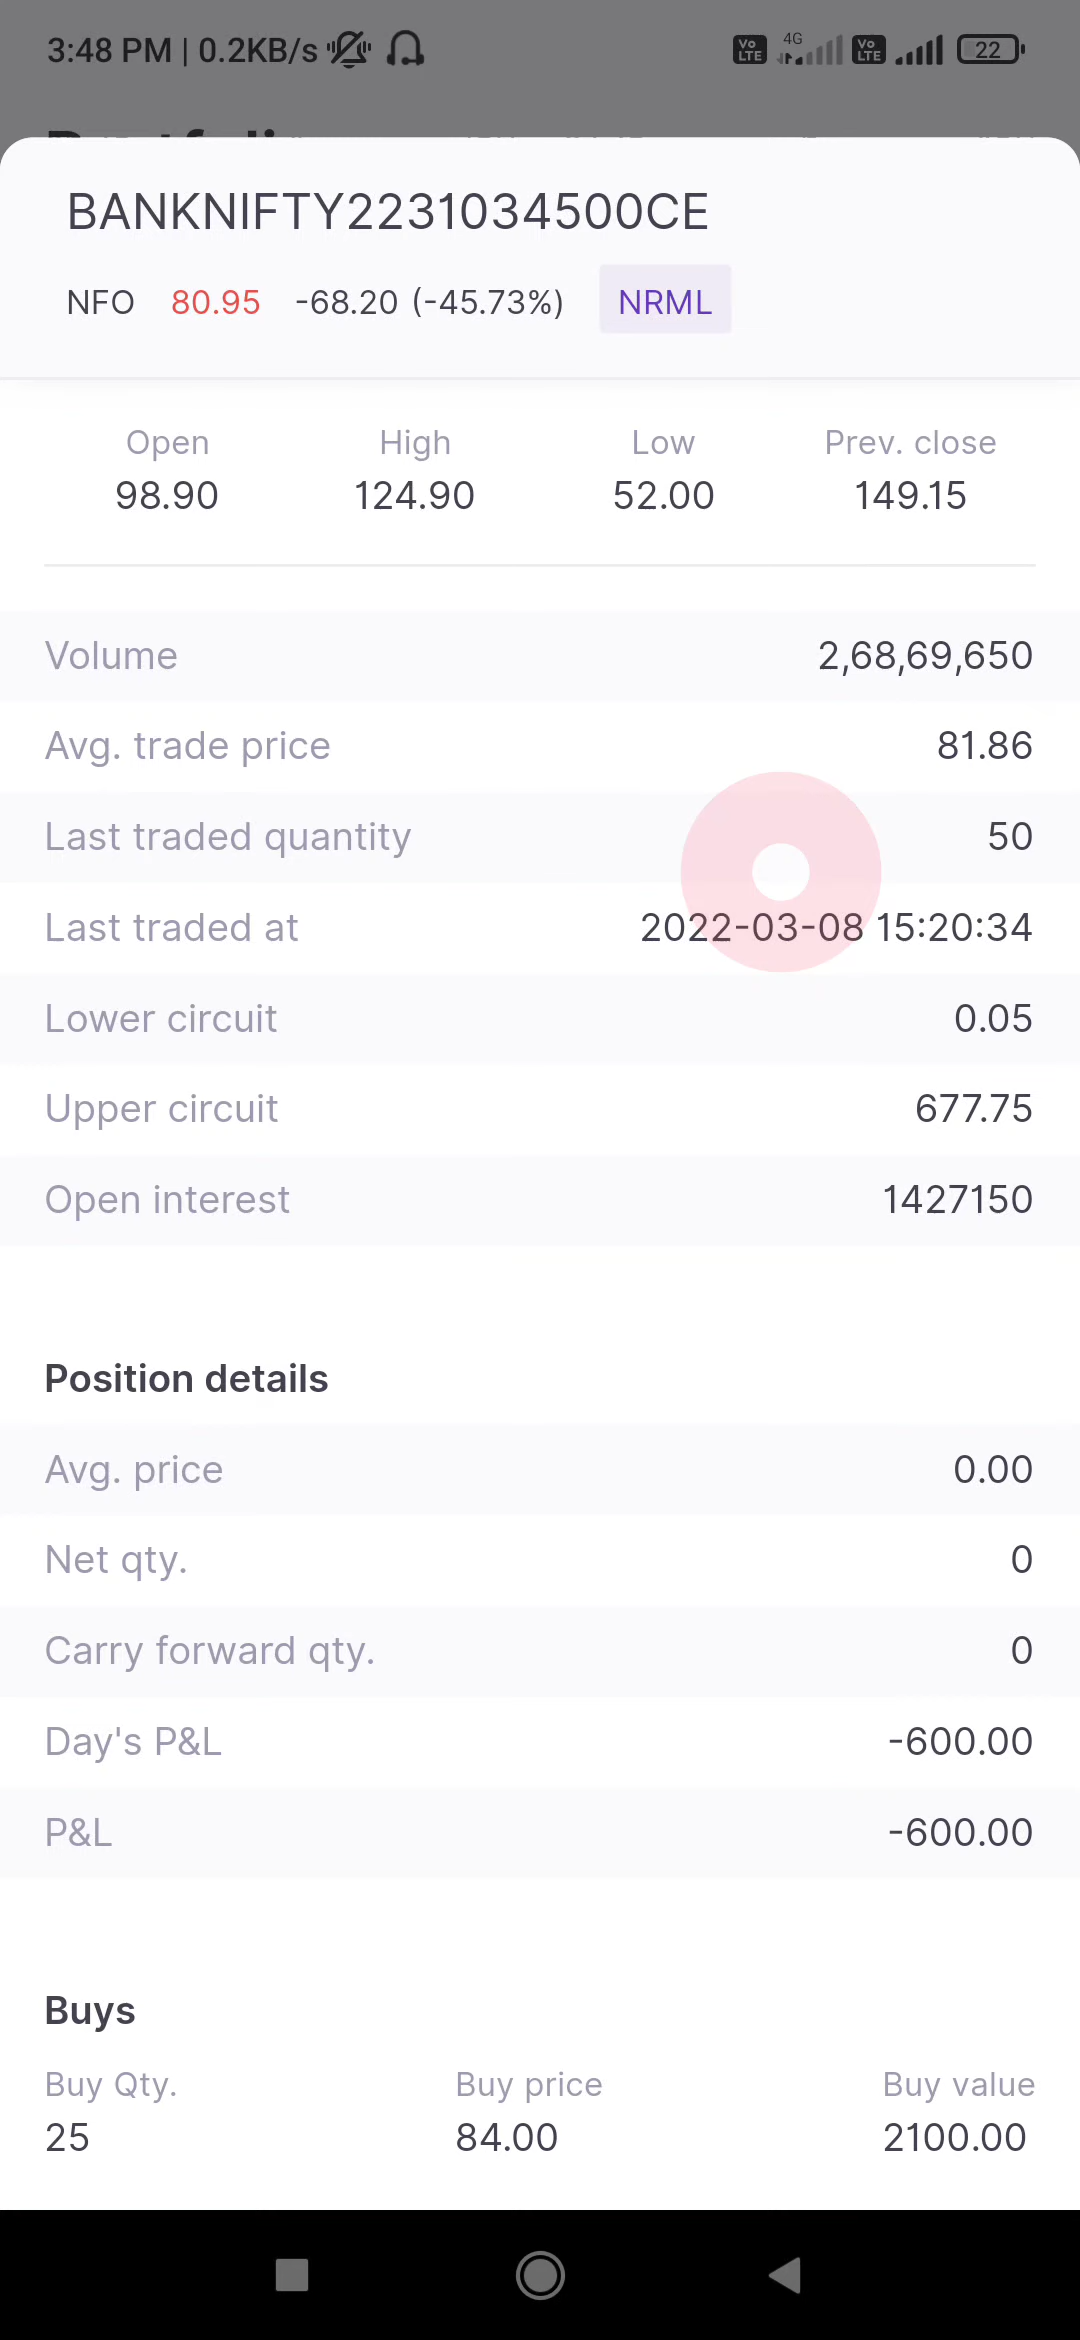 3:48 PM | 0.2KB/s Vo LTE 4G Vo LTE 22
BANKNIFTY2231034500CE
NFO 80.95 -68.20 (-45.73%) NRML
Open High Low Prev. close
98.90 124.90 52.00 149.15
Volume 2,68,69,650
Avg. trade price 81.86
Last traded quantity 50
Last traded at 2022-03-08 15:20:34
Lower circuit 0.05
Upper circuit 677.75
Open interest 1427150
Position details
Avg. price 0.00
Net qty. 0
Carry forward qty. 0
Day's P&L -600.00
P&L -600.00
Buys
Buy Qty. Buy price Buy value
25 84.00 2100.00